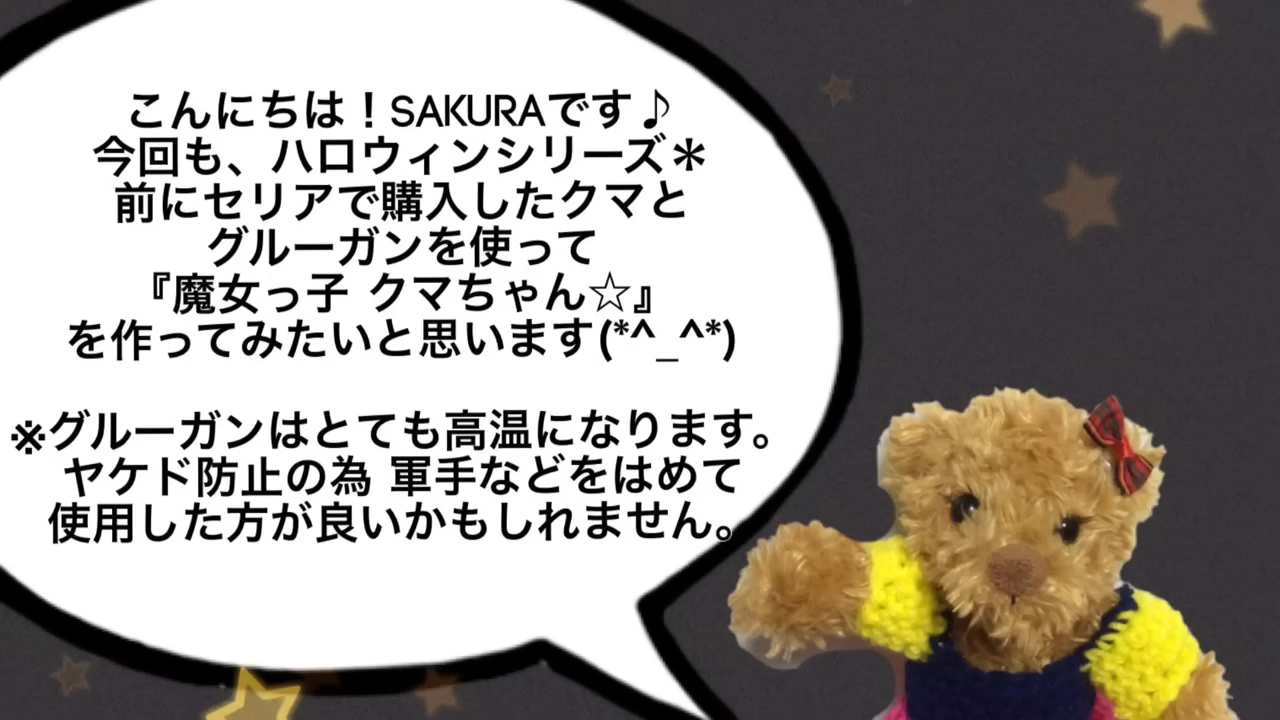 こんにちは！SAKURAです♪
今回も、ハロウィンシリーズ＊
前にセリアで購入したクマと
グルーガンを使って
『魔女っ子 クマちゃん☆』
を作ってみたいと思います(*^_^*)
※グルーガンはとても高温になります。
ヤケド防止の為 軍手などをはめて
使用した方が良いかもしれません。